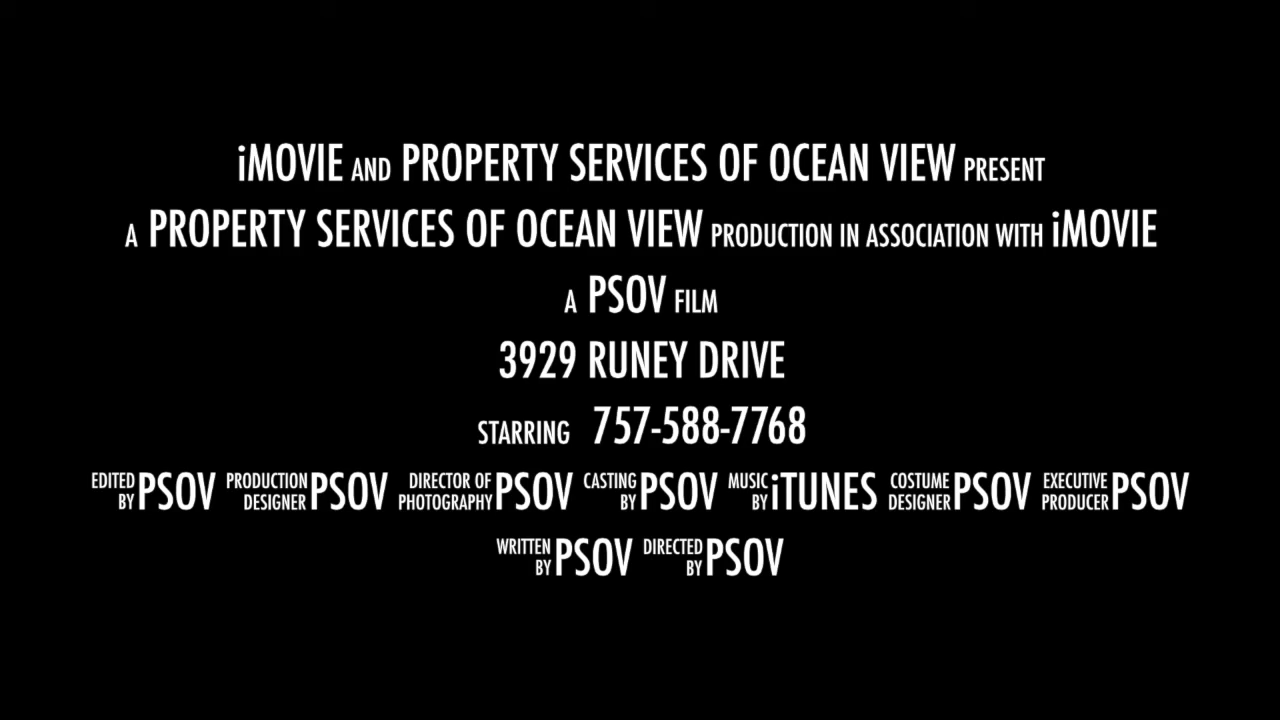 iMOVIE AND PROPERTY SERVICES OF OCEAN VIEW PRESENT
A PROPERTY SERVICES OF OCEAN VIEW PRODUCTION IN ASSOCIATION WITH iMOVIE
A PSOV FILM
3929 RUNEY DRIVE
STARRING 757-588-7768
EDITED BY PSOV PRODUCTION DESIGNER PSOV DIRECTOR OF PHOTOGRAPHY PSOV CASTING BY PSOV MUSIC BY iTUNES COSTUME DESIGNER PSOV EXECUTIVE PRODUCER PSOV
WRITTEN BY PSOV DIRECTED BY PSOV